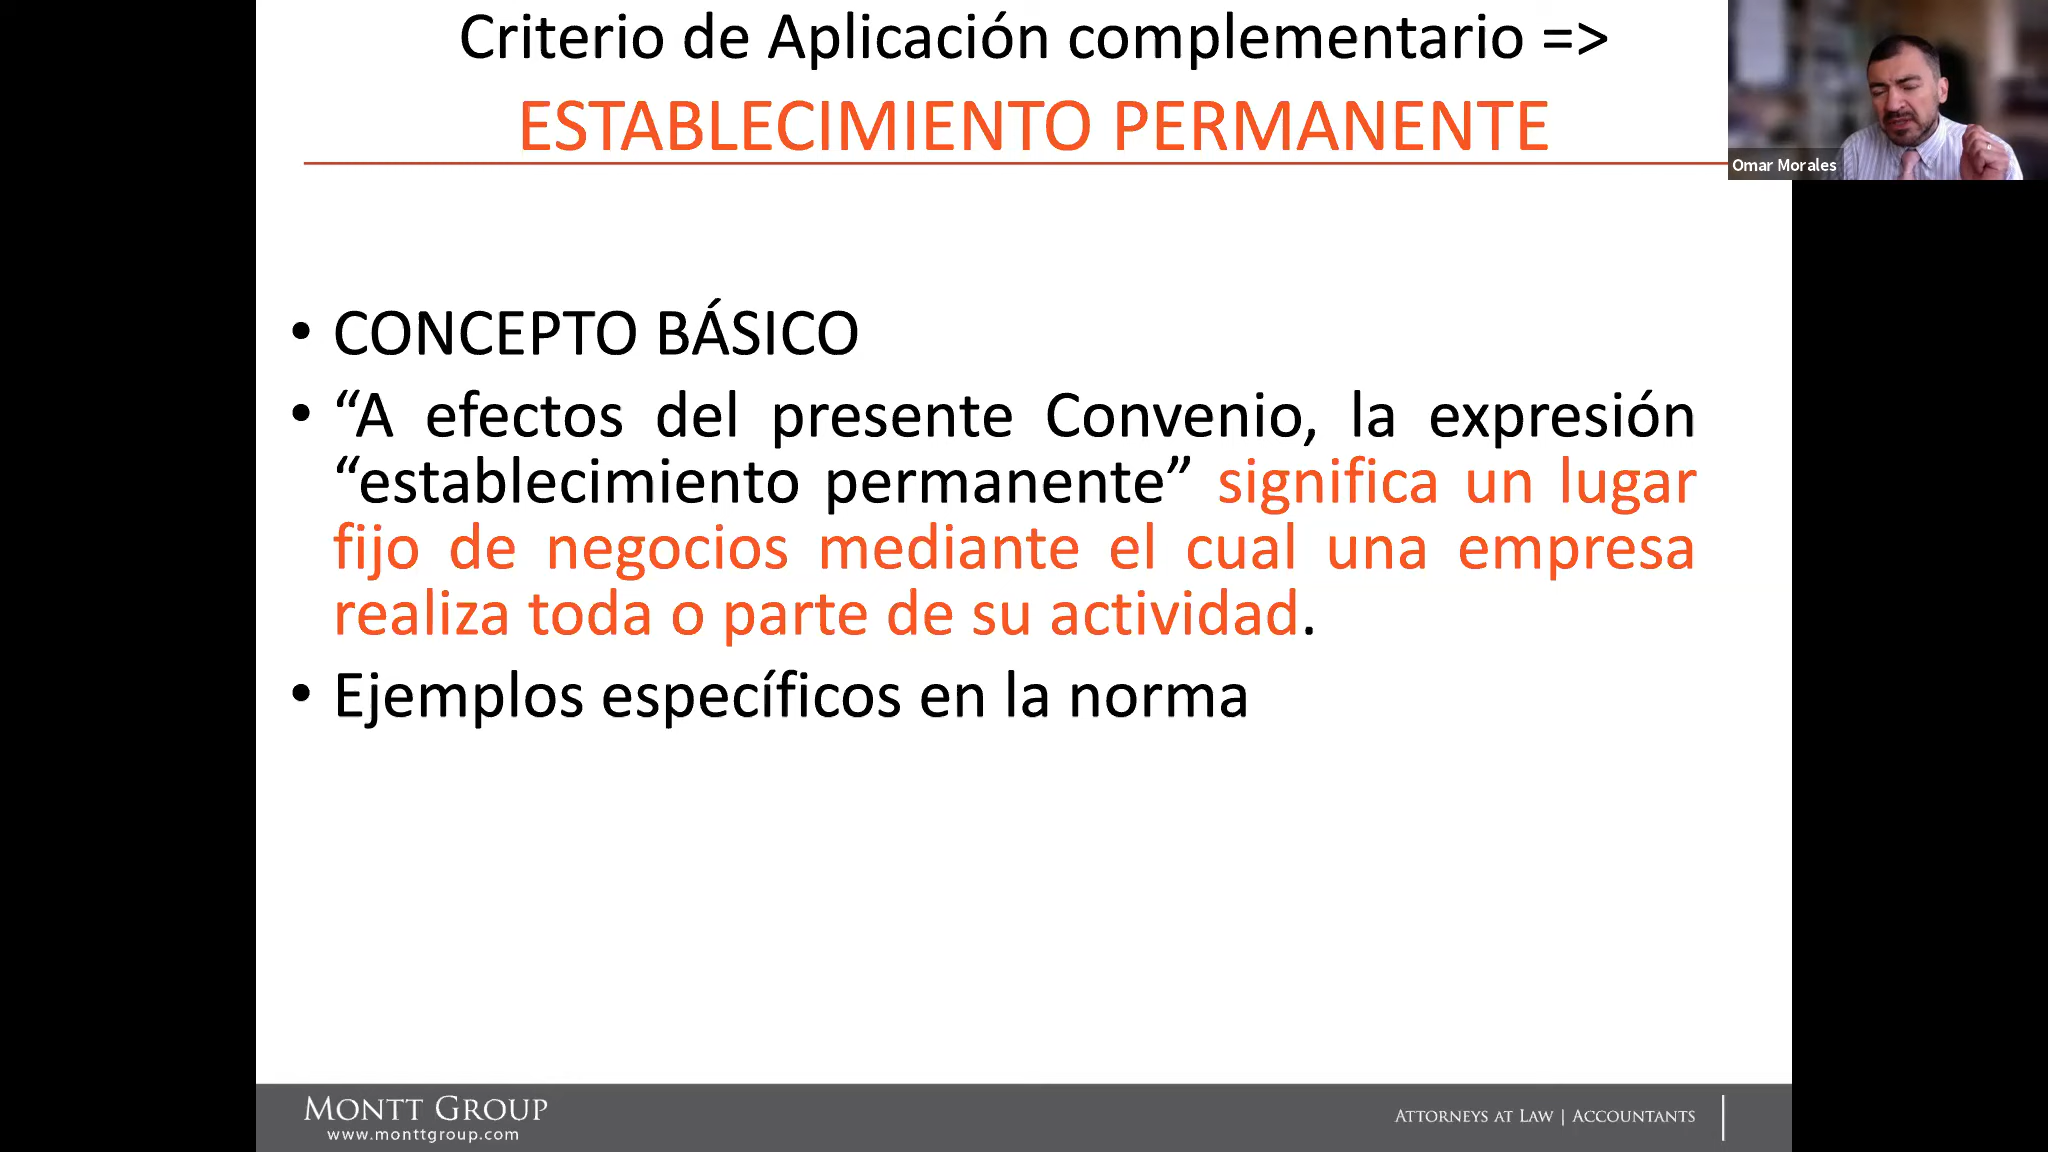 Criterio de Aplicación complementario =>
ESTABLECIMIENTO PERMANENTE
Omar Morales
• CONCEPTO BÁSICO
• “A efectos del presente Convenio, la expresión
“establecimiento permanente” significa un lugar
fijo de negocios mediante el cual una empresa
realiza toda o parte de su actividad.
• Ejemplos específicos en la norma
MONTT GROUP
www.monttgroup.com
ATTORNEYS AT LAW | ACCOUNTANTS